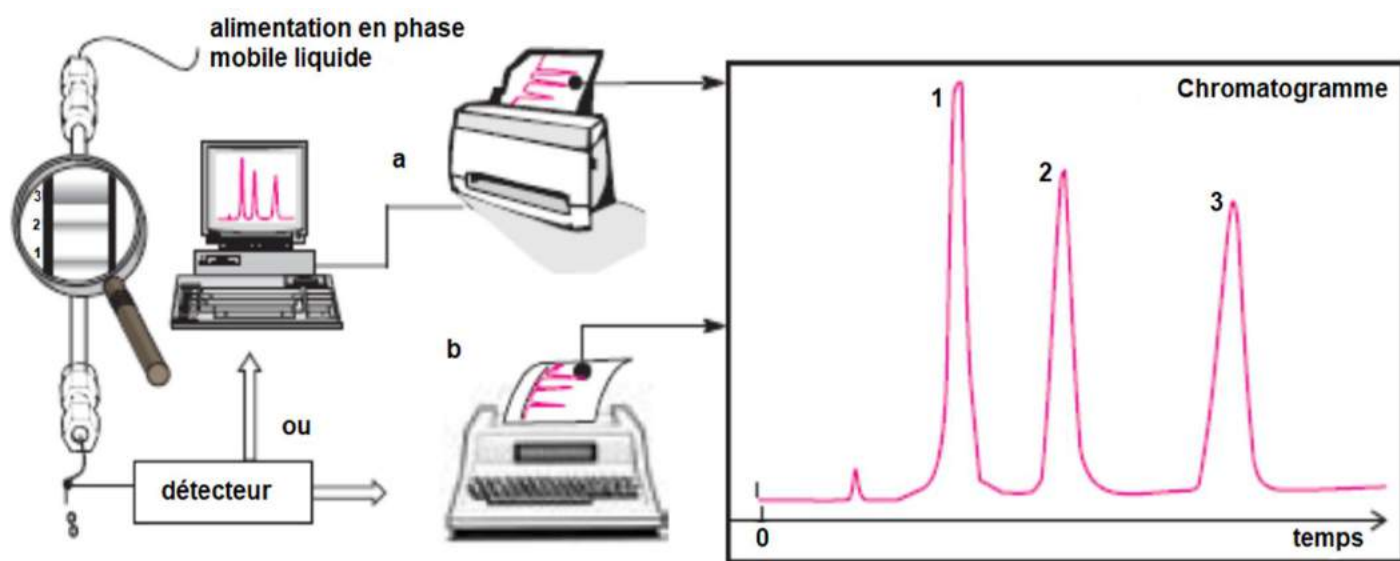 alimentation en phase
mobile liquide
a
Chromatogramme
1
2
3
3
2
1
b
ou
détecteur
0
temps